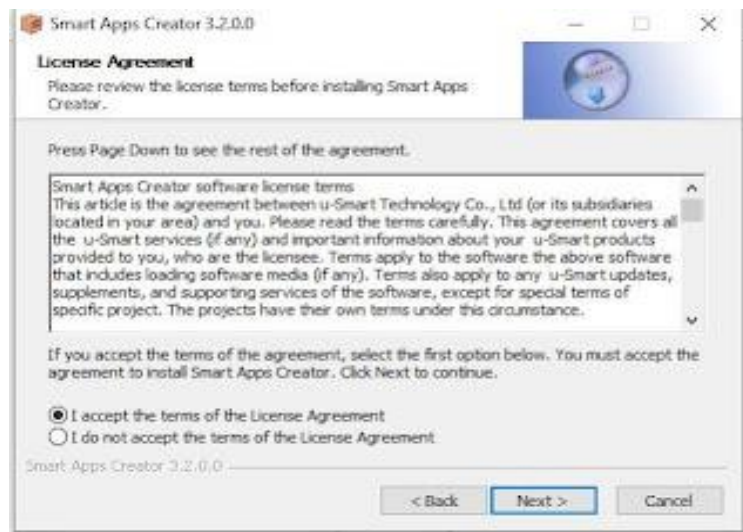 Smart Apps Creator 3.2.0.0
License Agreement
Please review the license terms before installing Smart Apps
Creator.
Press Page Down to see the rest of the agreement.
Smart Apps Creator software license terms
This article is the agreement between u-Smart Technology Co., Ltd (or its subsidiaries
located in your area) and you. Please read the terms carefully. This agreement covers all
the u-Smart services (if any) and important information about your u-Smart products
provided to you, who are the licensee. Terms apply to the software the above software
that includes loading software media (if any). Terms also apply to any u-Smart updates,
supplements, and supporting services of the software, except for special terms of
specific project. The projects have their own terms under this circumstance.
If you accept the terms of the agreement, select the first option below. You must accept the
agreement to install Smart Apps Creator. Click Next to continue.
I accept the terms of the License Agreement
I do not accept the terms of the License Agreement
Smart Apps Creator 3.2.0.0
< Back
Next >
Cancel